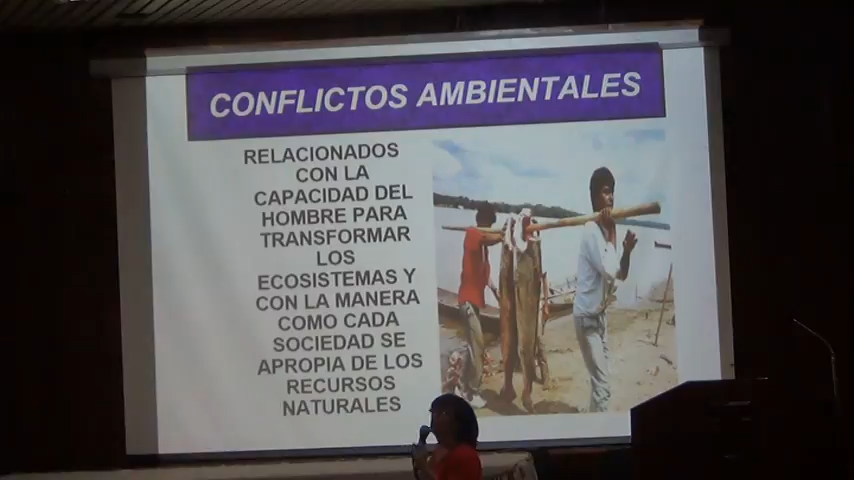 CONFLICTOS AMBIENTALES
RELACIONADOS
CON LA
CAPACIDAD DEL
HOMBRE PARA
TRANSFORMAR
LOS
ECOSISTEMAS Y
CON LA MANERA
COMO CADA
SOCIEDAD SE
APROPIA DE LOS
RECURSOS
NATURALES